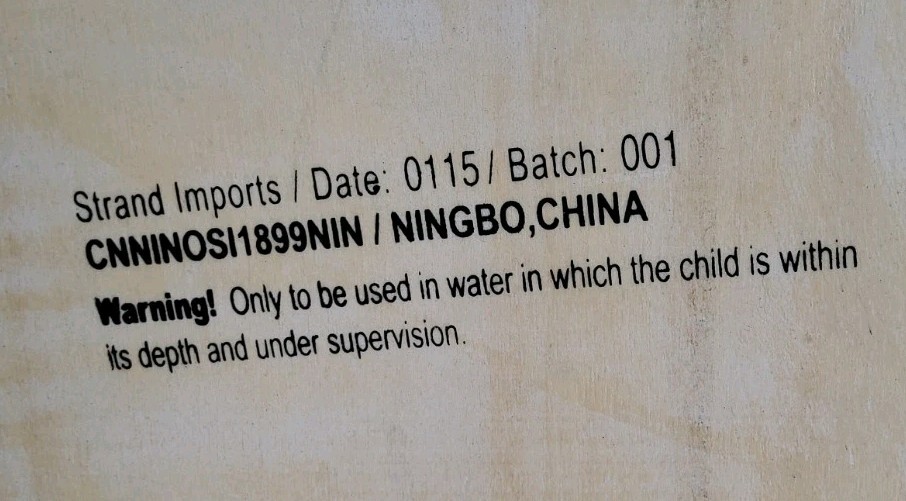 Strand Imports / Date: 0115 / Batch: 001
CNNINOSI1899NIN / NINGBO,CHINA
Warning! Only to be used in water in which the child is within
its depth and under supervision.